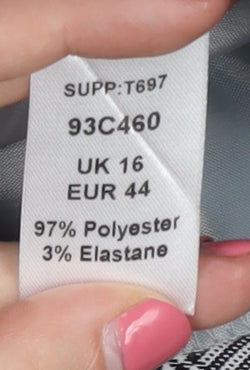 SUPP:T697
93C460
UK 16
EUR 44
97% Polyester
3% Elastane